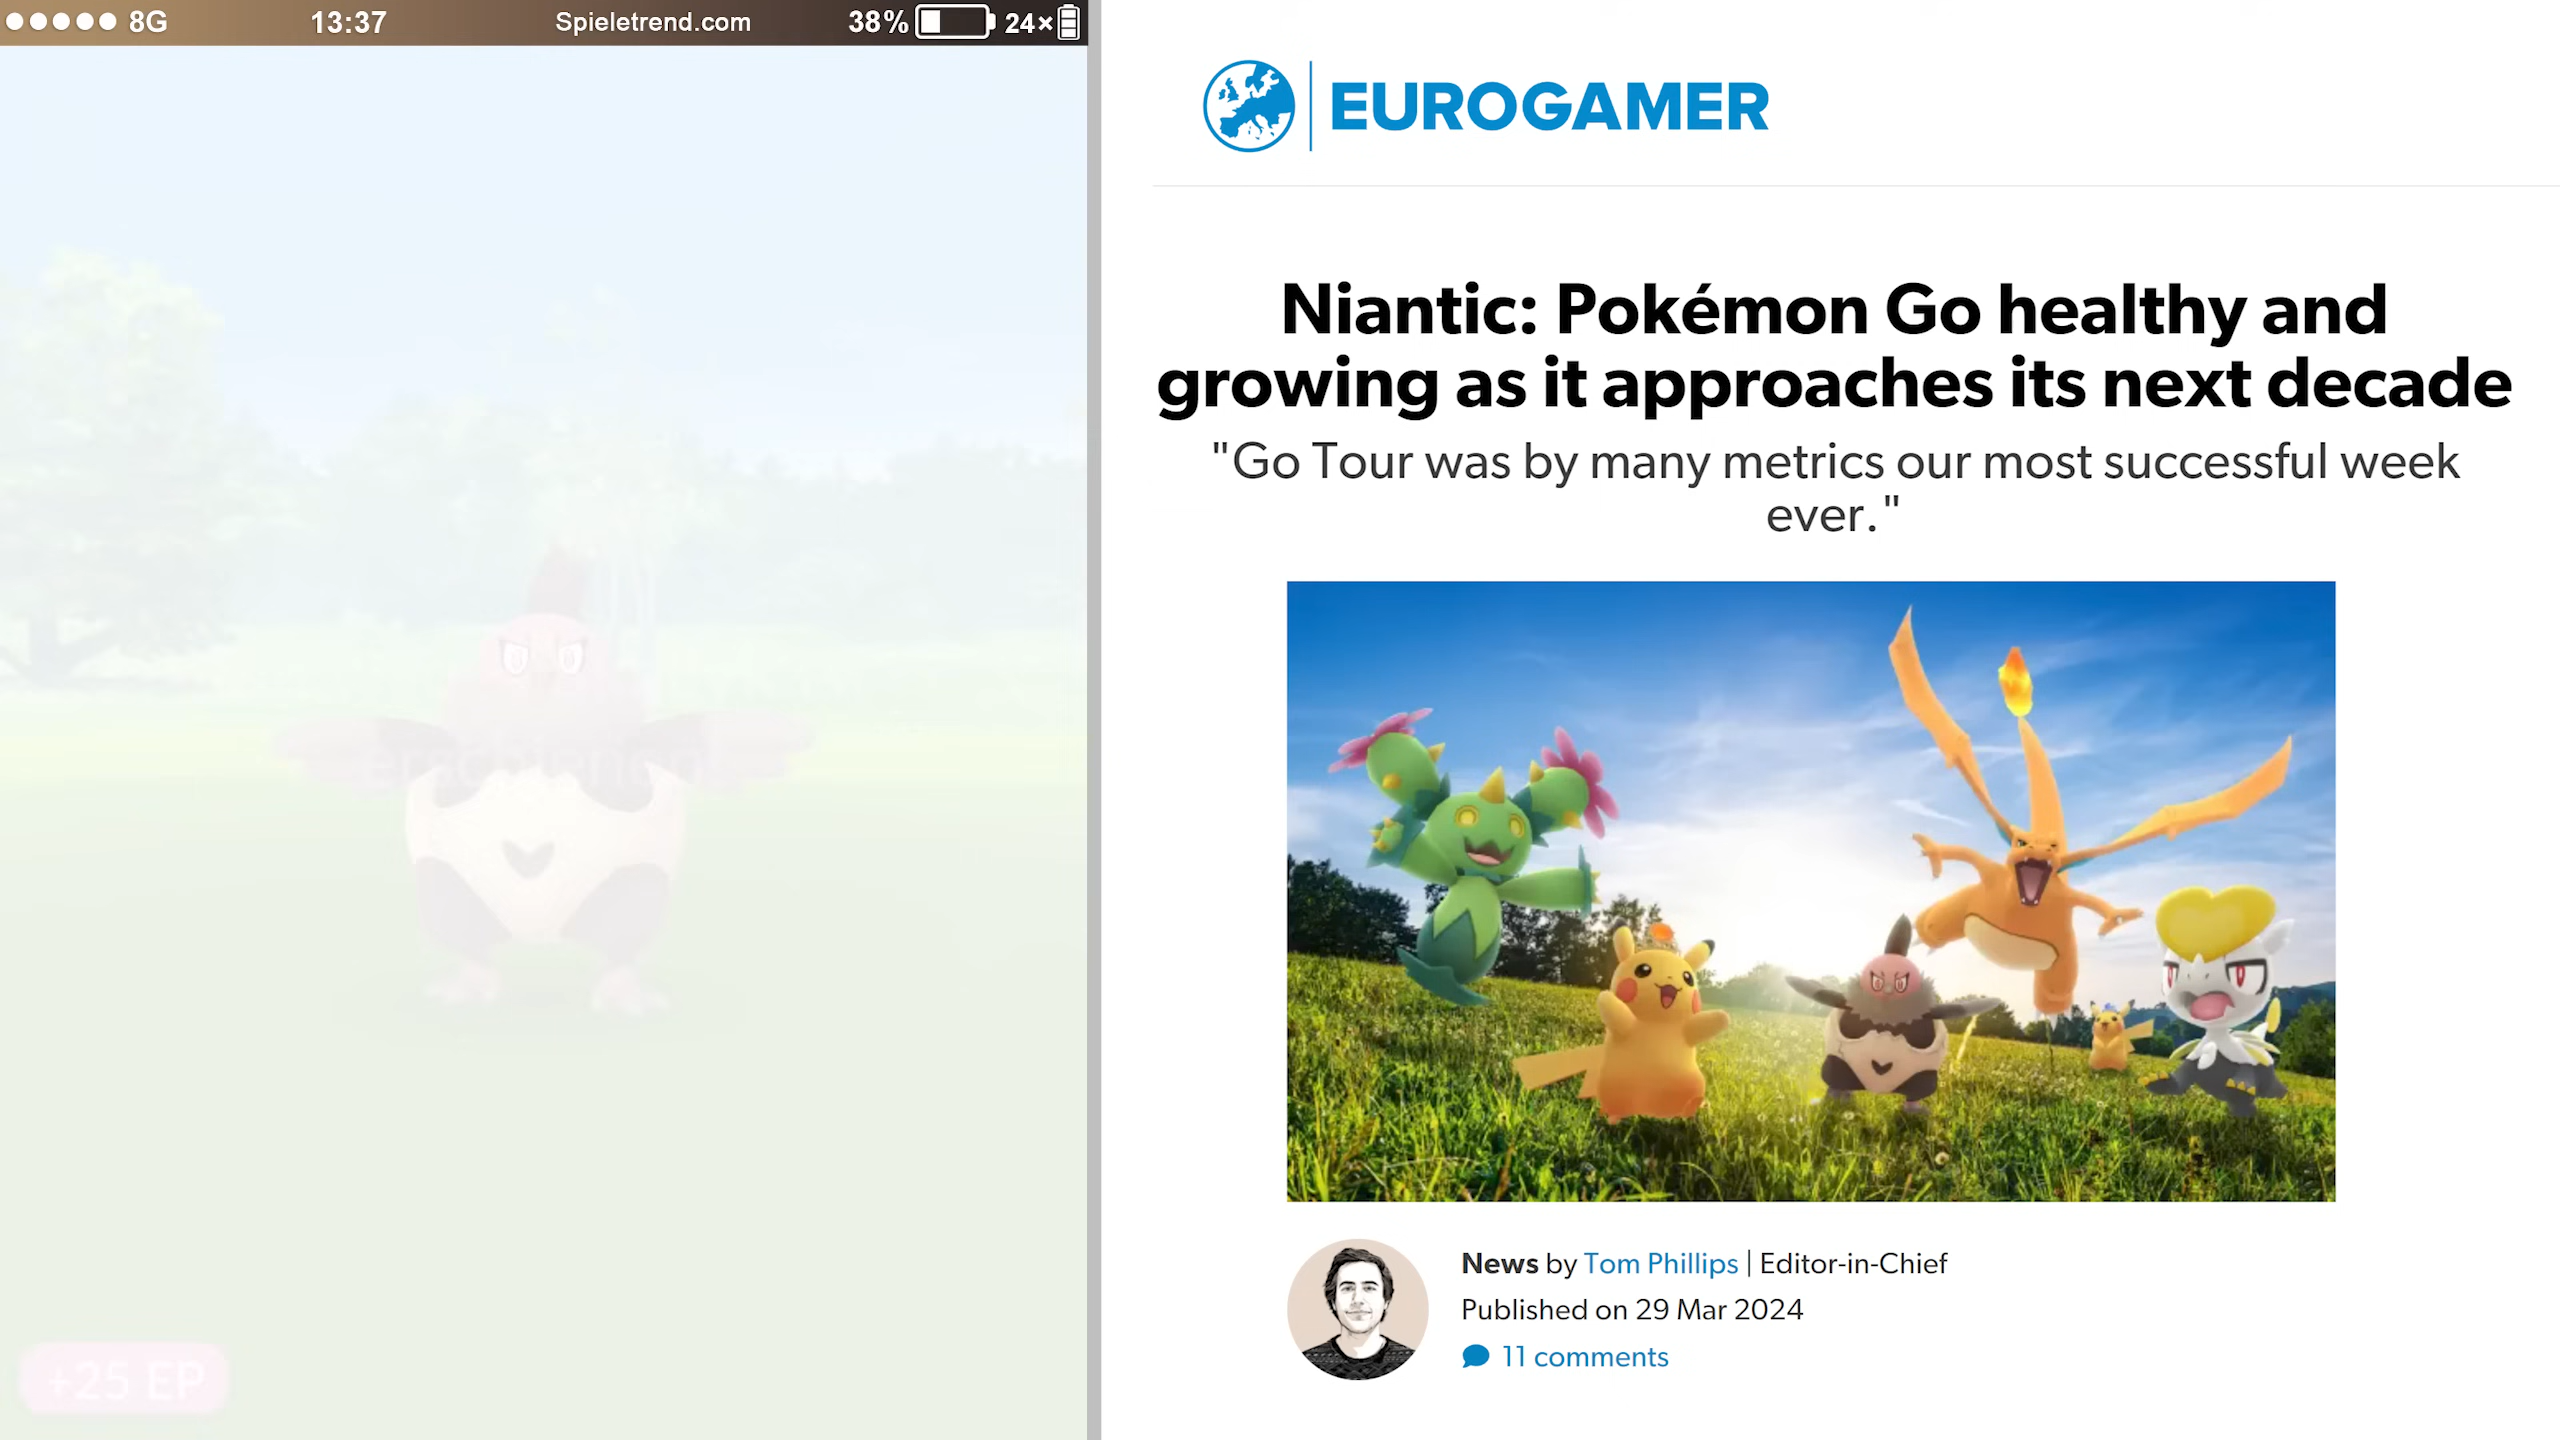 8G 13:37 Spieletrend.com 38% 24×
+25 EP
EUROGAMER
Niantic: Pokémon Go healthy and
growing as it approaches its next decade
"Go Tour was by many metrics our most successful week
ever."
News by Tom Phillips | Editor-in-Chief
Published on 29 Mar 2024
11 comments